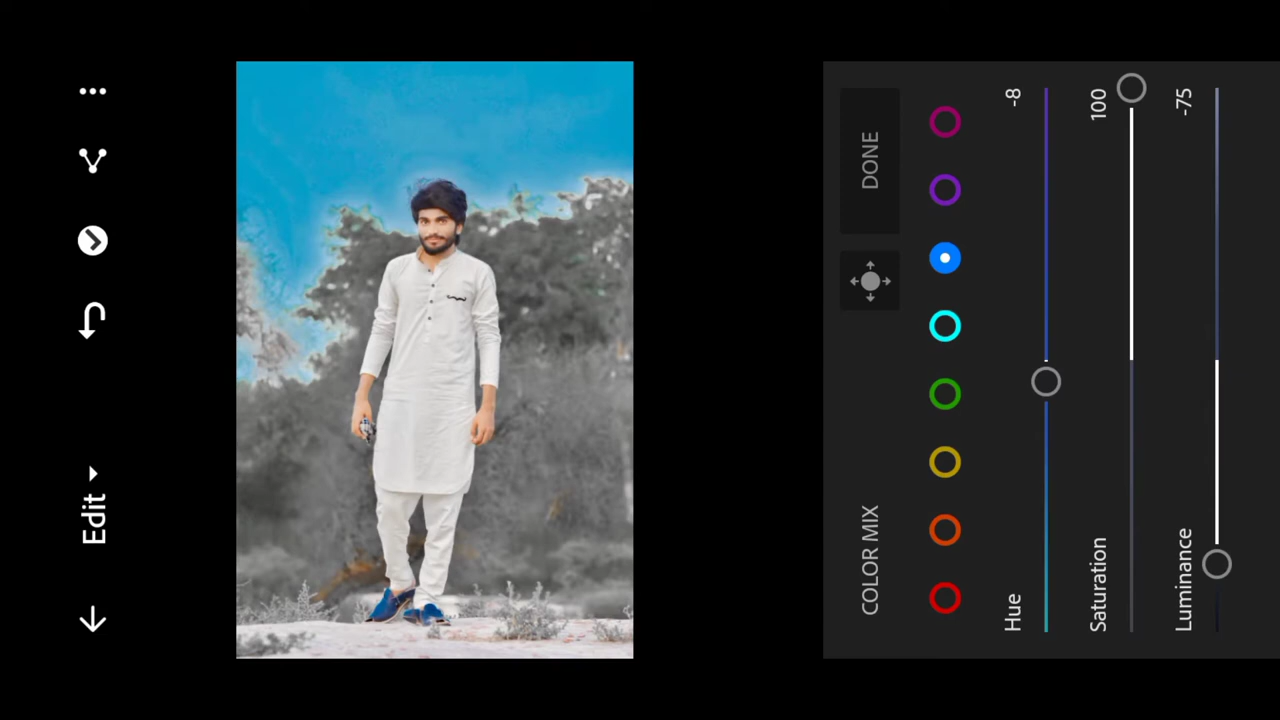 Edit
COLOR MIX
DONE
Hue
-8
Saturation
100
Luminance
-75